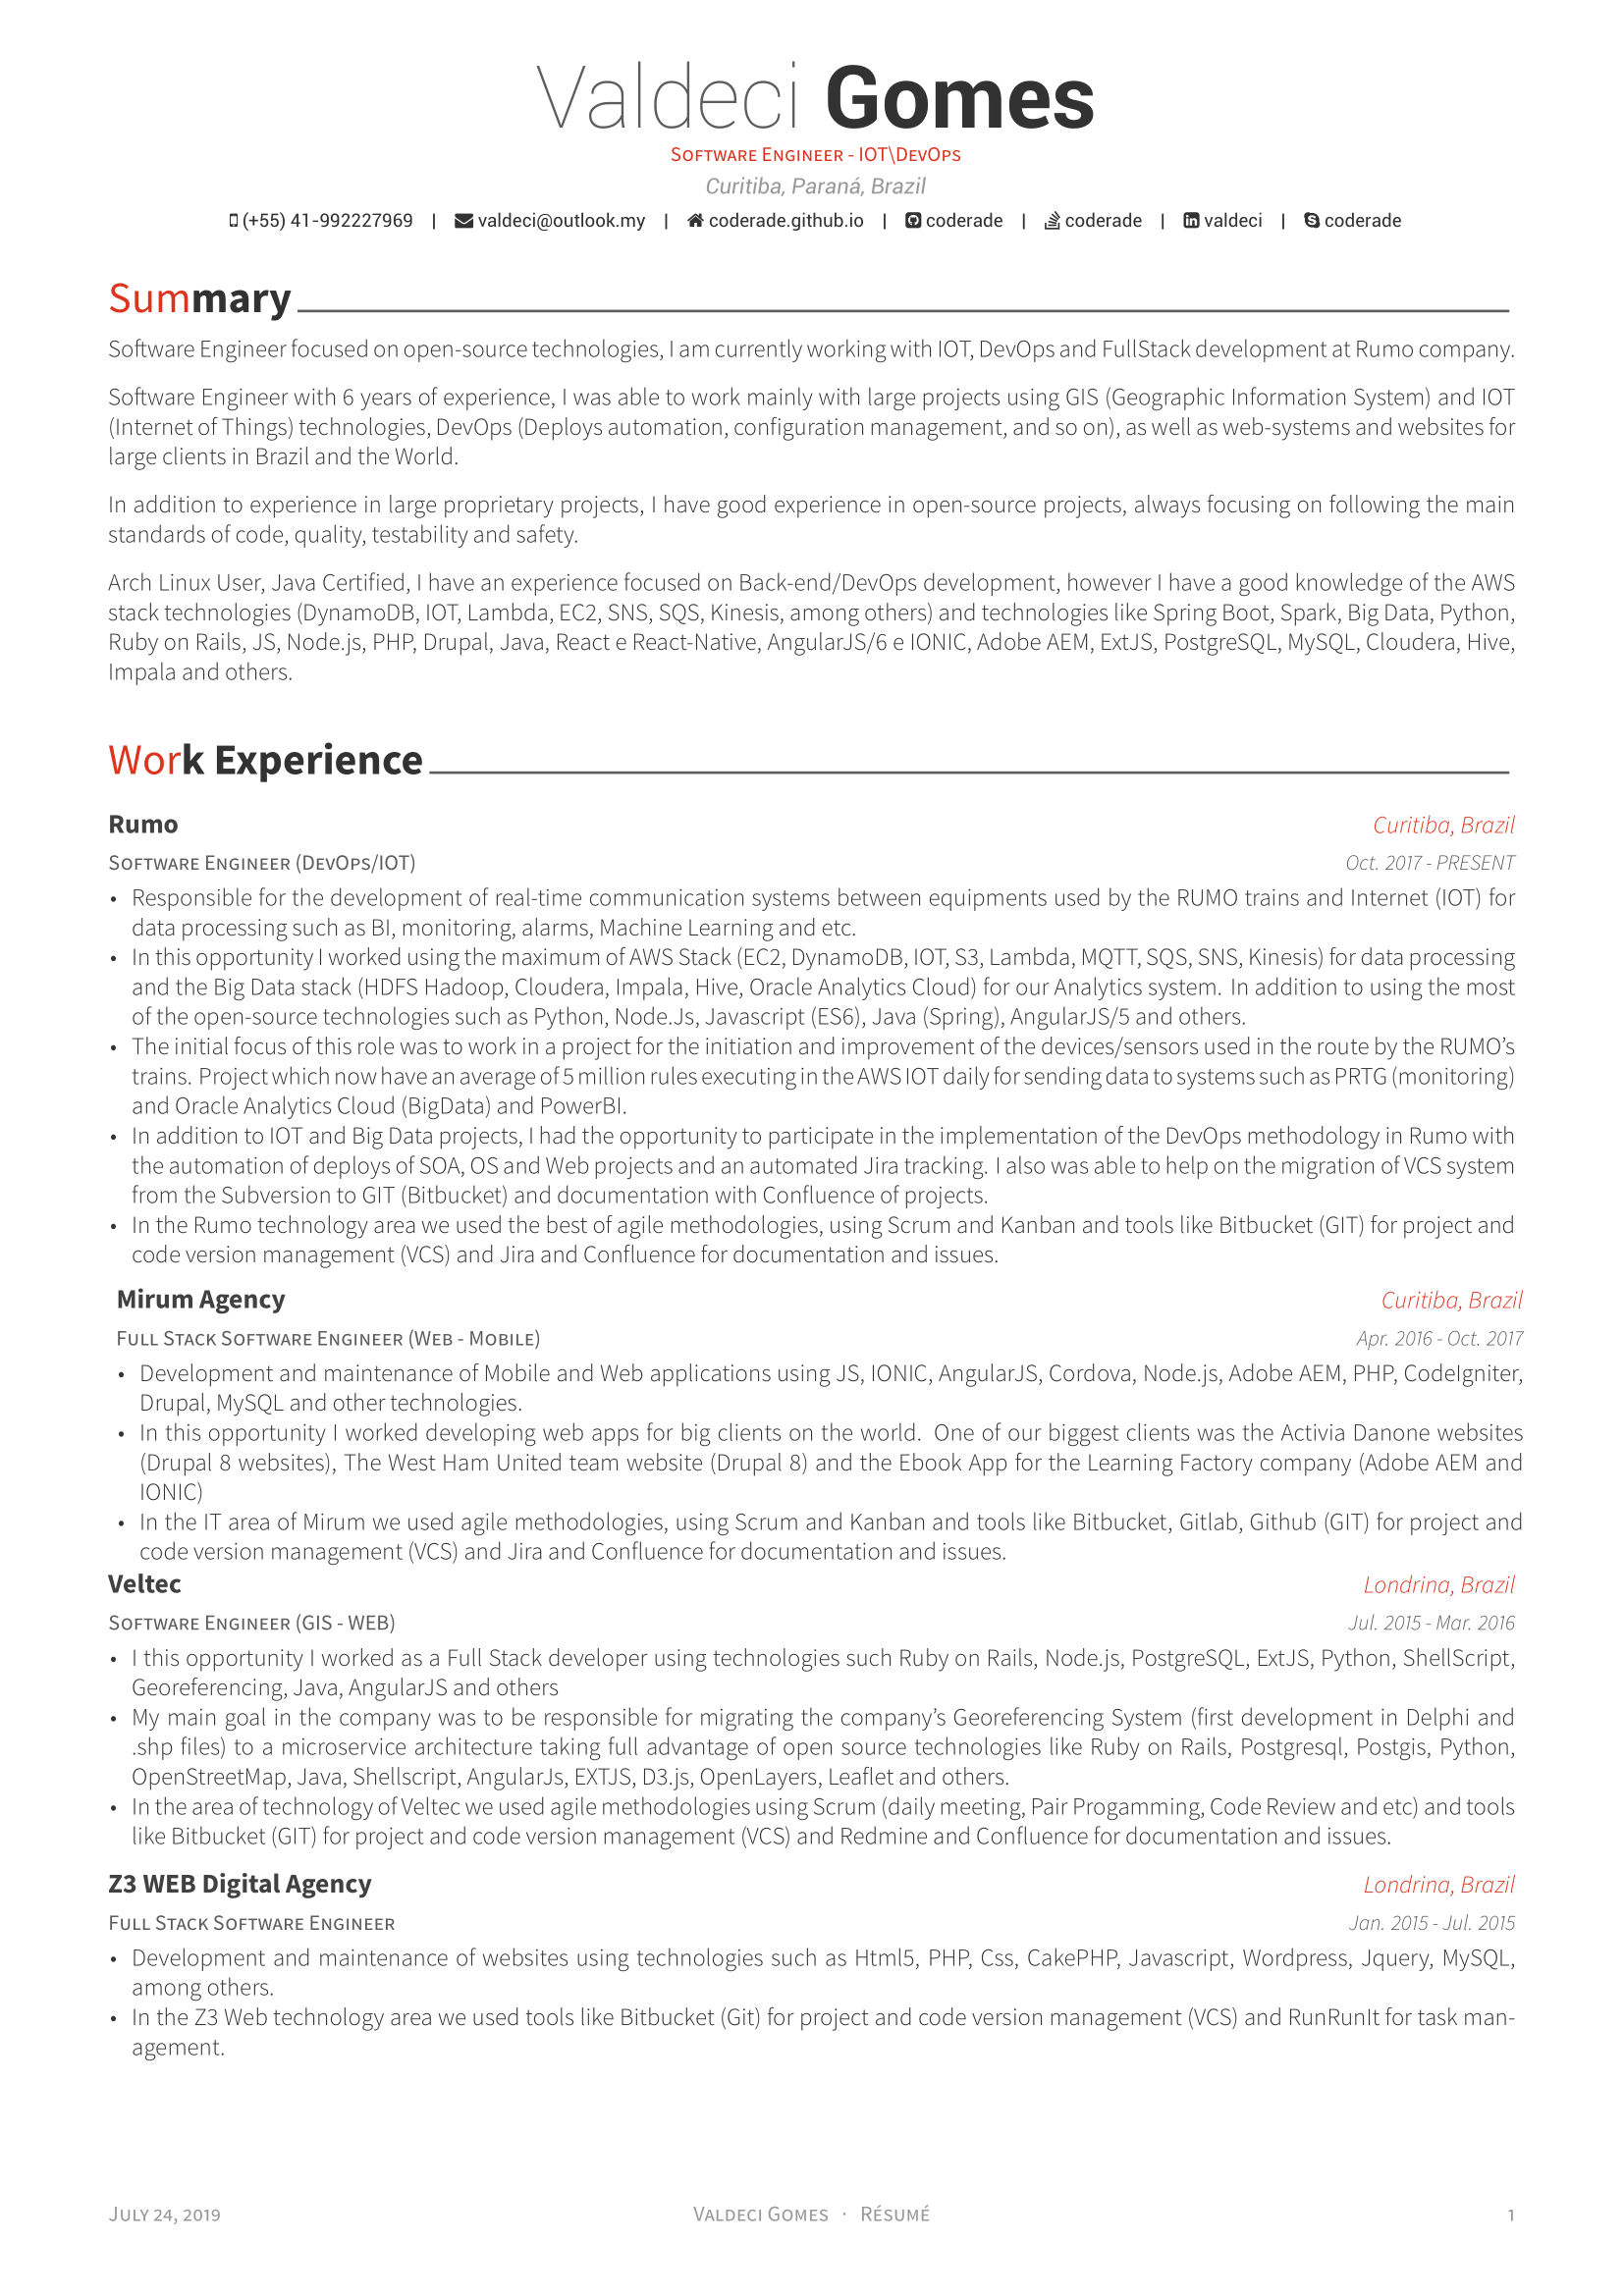 Valdeci Gomes
Software Engineer - IOT\DevOps
Curitiba, Paraná, Brazil
(+55) 41-992227969 | valdeci@outlook.my | coderade.github.io | coderade | coderade | valdeci | coderade
Summary
Software Engineer focused on open-source technologies, I am currently working with IOT, DevOps and FullStack development at Rumo company.
Software Engineer with 6 years of experience, I was able to work mainly with large projects using GIS (Geographic Information System) and IOT
(Internet of Things) technologies, DevOps (Deploys automation, configuration management, and so on), as well as web-systems and websites for
large clients in Brazil and the World.
In addition to experience in large proprietary projects, I have good experience in open-source projects, always focusing on following the main
standards of code, quality, testability and safety.
Arch Linux User, Java Certified, I have an experience focused on Back-end/DevOps development, however I have a good knowledge of the AWS
stack technologies (DynamoDB, IOT, Lambda, EC2, SNS, SQS, Kinesis, among others) and technologies like Spring Boot, Spark, Big Data, Python,
Ruby on Rails, JS, Node.js, PHP, Drupal, Java, React e React-Native, AngularJS/6 e IONIC, Adobe AEM, ExtJS, PostgreSQL, MySQL, Cloudera, Hive,
Impala and others.
Work Experience
Rumo Curitiba, Brazil
Software Engineer (DevOps/IOT) Oct. 2017 - PRESENT
• Responsible for the development of real-time communication systems between equipments used by the RUMO trains and Internet (IOT) for
data processing such as BI, monitoring, alarms, Machine Learning and etc.
• In this opportunity I worked using the maximum of AWS Stack (EC2, DynamoDB, IOT, S3, Lambda, MQTT, SQS, SNS, Kinesis) for data processing
and the Big Data stack (HDFS Hadoop, Cloudera, Impala, Hive, Oracle Analytics Cloud) for our Analytics system. In addition to using the most
of the open-source technologies such as Python, Node.Js, Javascript (ES6), Java (Spring), AngularJS/5 and others.
• The initial focus of this role was to work in a project for the initiation and improvement of the devices/sensors used in the route by the RUMO’s
trains. Project which now have an average of 5 million rules executing in the AWS IOT daily for sending data to systems such as PRTG (monitoring)
and Oracle Analytics Cloud (BigData) and PowerBI.
• In addition to IOT and Big Data projects, I had the opportunity to participate in the implementation of the DevOps methodology in Rumo with
the automation of deploys of SOA, OS and Web projects and an automated Jira tracking. I also was able to help on the migration of VCS system
from the Subversion to GIT (Bitbucket) and documentation with Confluence of projects.
• In the Rumo technology area we used the best of agile methodologies, using Scrum and Kanban and tools like Bitbucket (GIT) for project and
code version management (VCS) and Jira and Confluence for documentation and issues.
Mirum Agency Curitiba, Brazil
Full Stack Software Engineer (Web - Mobile) Apr. 2016 - Oct. 2017
• Development and maintenance of Mobile and Web applications using JS, IONIC, AngularJS, Cordova, Node.js, Adobe AEM, PHP, CodeIgniter,
Drupal, MySQL and other technologies.
• In this opportunity I worked developing web apps for big clients on the world. One of our biggest clients was the Activia Danone websites
(Drupal 8 websites), The West Ham United team website (Drupal 8) and the Ebook App for the Learning Factory company (Adobe AEM and
IONIC)
• In the IT area of Mirum we used agile methodologies, using Scrum and Kanban and tools like Bitbucket, Gitlab, Github (GIT) for project and
code version management (VCS) and Jira and Confluence for documentation and issues.
Veltec Londrina, Brazil
Software Engineer (GIS - WEB) Jul. 2015 - Mar. 2016
• I this opportunity I worked as a Full Stack developer using technologies such Ruby on Rails, Node.js, PostgreSQL, ExtJS, Python, ShellScript,
Georeferencing, Java, AngularJS and others
• My main goal in the company was to be responsible for migrating the company’s Georeferencing System (first development in Delphi and
.shp files) to a microservice architecture taking full advantage of open source technologies like Ruby on Rails, Postgresql, Postgis, Python,
OpenStreetMap, Java, Shellscript, AngularJs, EXTJS, D3.js, OpenLayers, Leaflet and others.
• In the area of technology of Veltec we used agile methodologies using Scrum (daily meeting, Pair Progamming, Code Review and etc) and tools
like Bitbucket (GIT) for project and code version management (VCS) and Redmine and Confluence for documentation and issues.
Z3 WEB Digital Agency Londrina, Brazil
Full Stack Software Engineer Jan. 2015 - Jul. 2015
• Development and maintenance of websites using technologies such as Html5, PHP, Css, CakePHP, Javascript, Wordpress, Jquery, MySQL,
among others.
• In the Z3 Web technology area we used tools like Bitbucket (Git) for project and code version management (VCS) and RunRunIt for task man-
agement.
July 24, 2019 Valdeci Gomes · Résumé 1